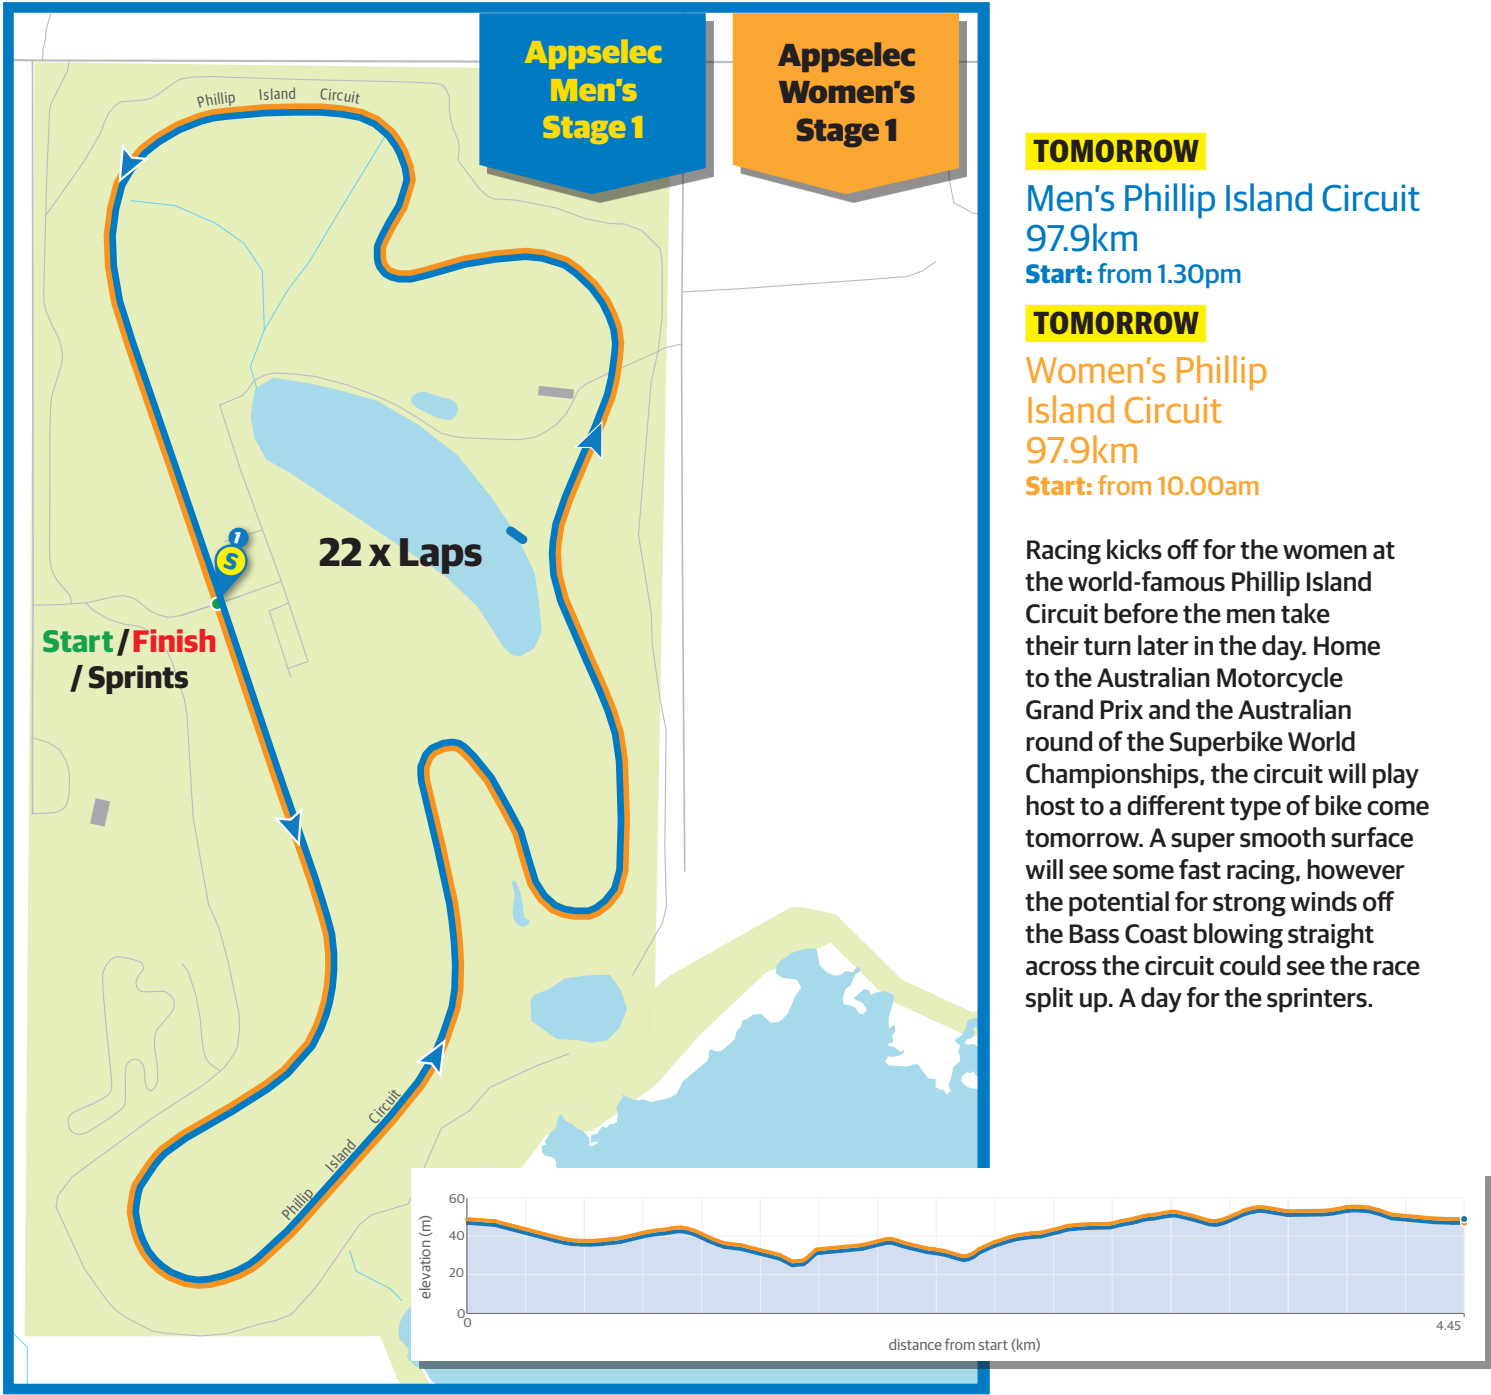 Appselec
Men's
Stage 1
Appselec
Women's
Stage 1
Phillip Island Circuit
1
S
22 x Laps
Start / Finish
/ Sprints
Phillip Island Circuit
elevation (m)
60
40
20
0
0
4.45
distance from start (km)
TOMORROW
Men's Phillip Island Circuit
97.9km
Start: from 1.30pm
TOMORROW
Women's Phillip
Island Circuit
97.9km
Start: from 10.00am
Racing kicks off for the women at
the world-famous Phillip Island
Circuit before the men take
their turn later in the day. Home
to the Australian Motorcycle
Grand Prix and the Australian
round of the Superbike World
Championships, the circuit will play
host to a different type of bike come
tomorrow. A super smooth surface
will see some fast racing, however
the potential for strong winds off
the Bass Coast blowing straight
across the circuit could see the race
split up. A day for the sprinters.